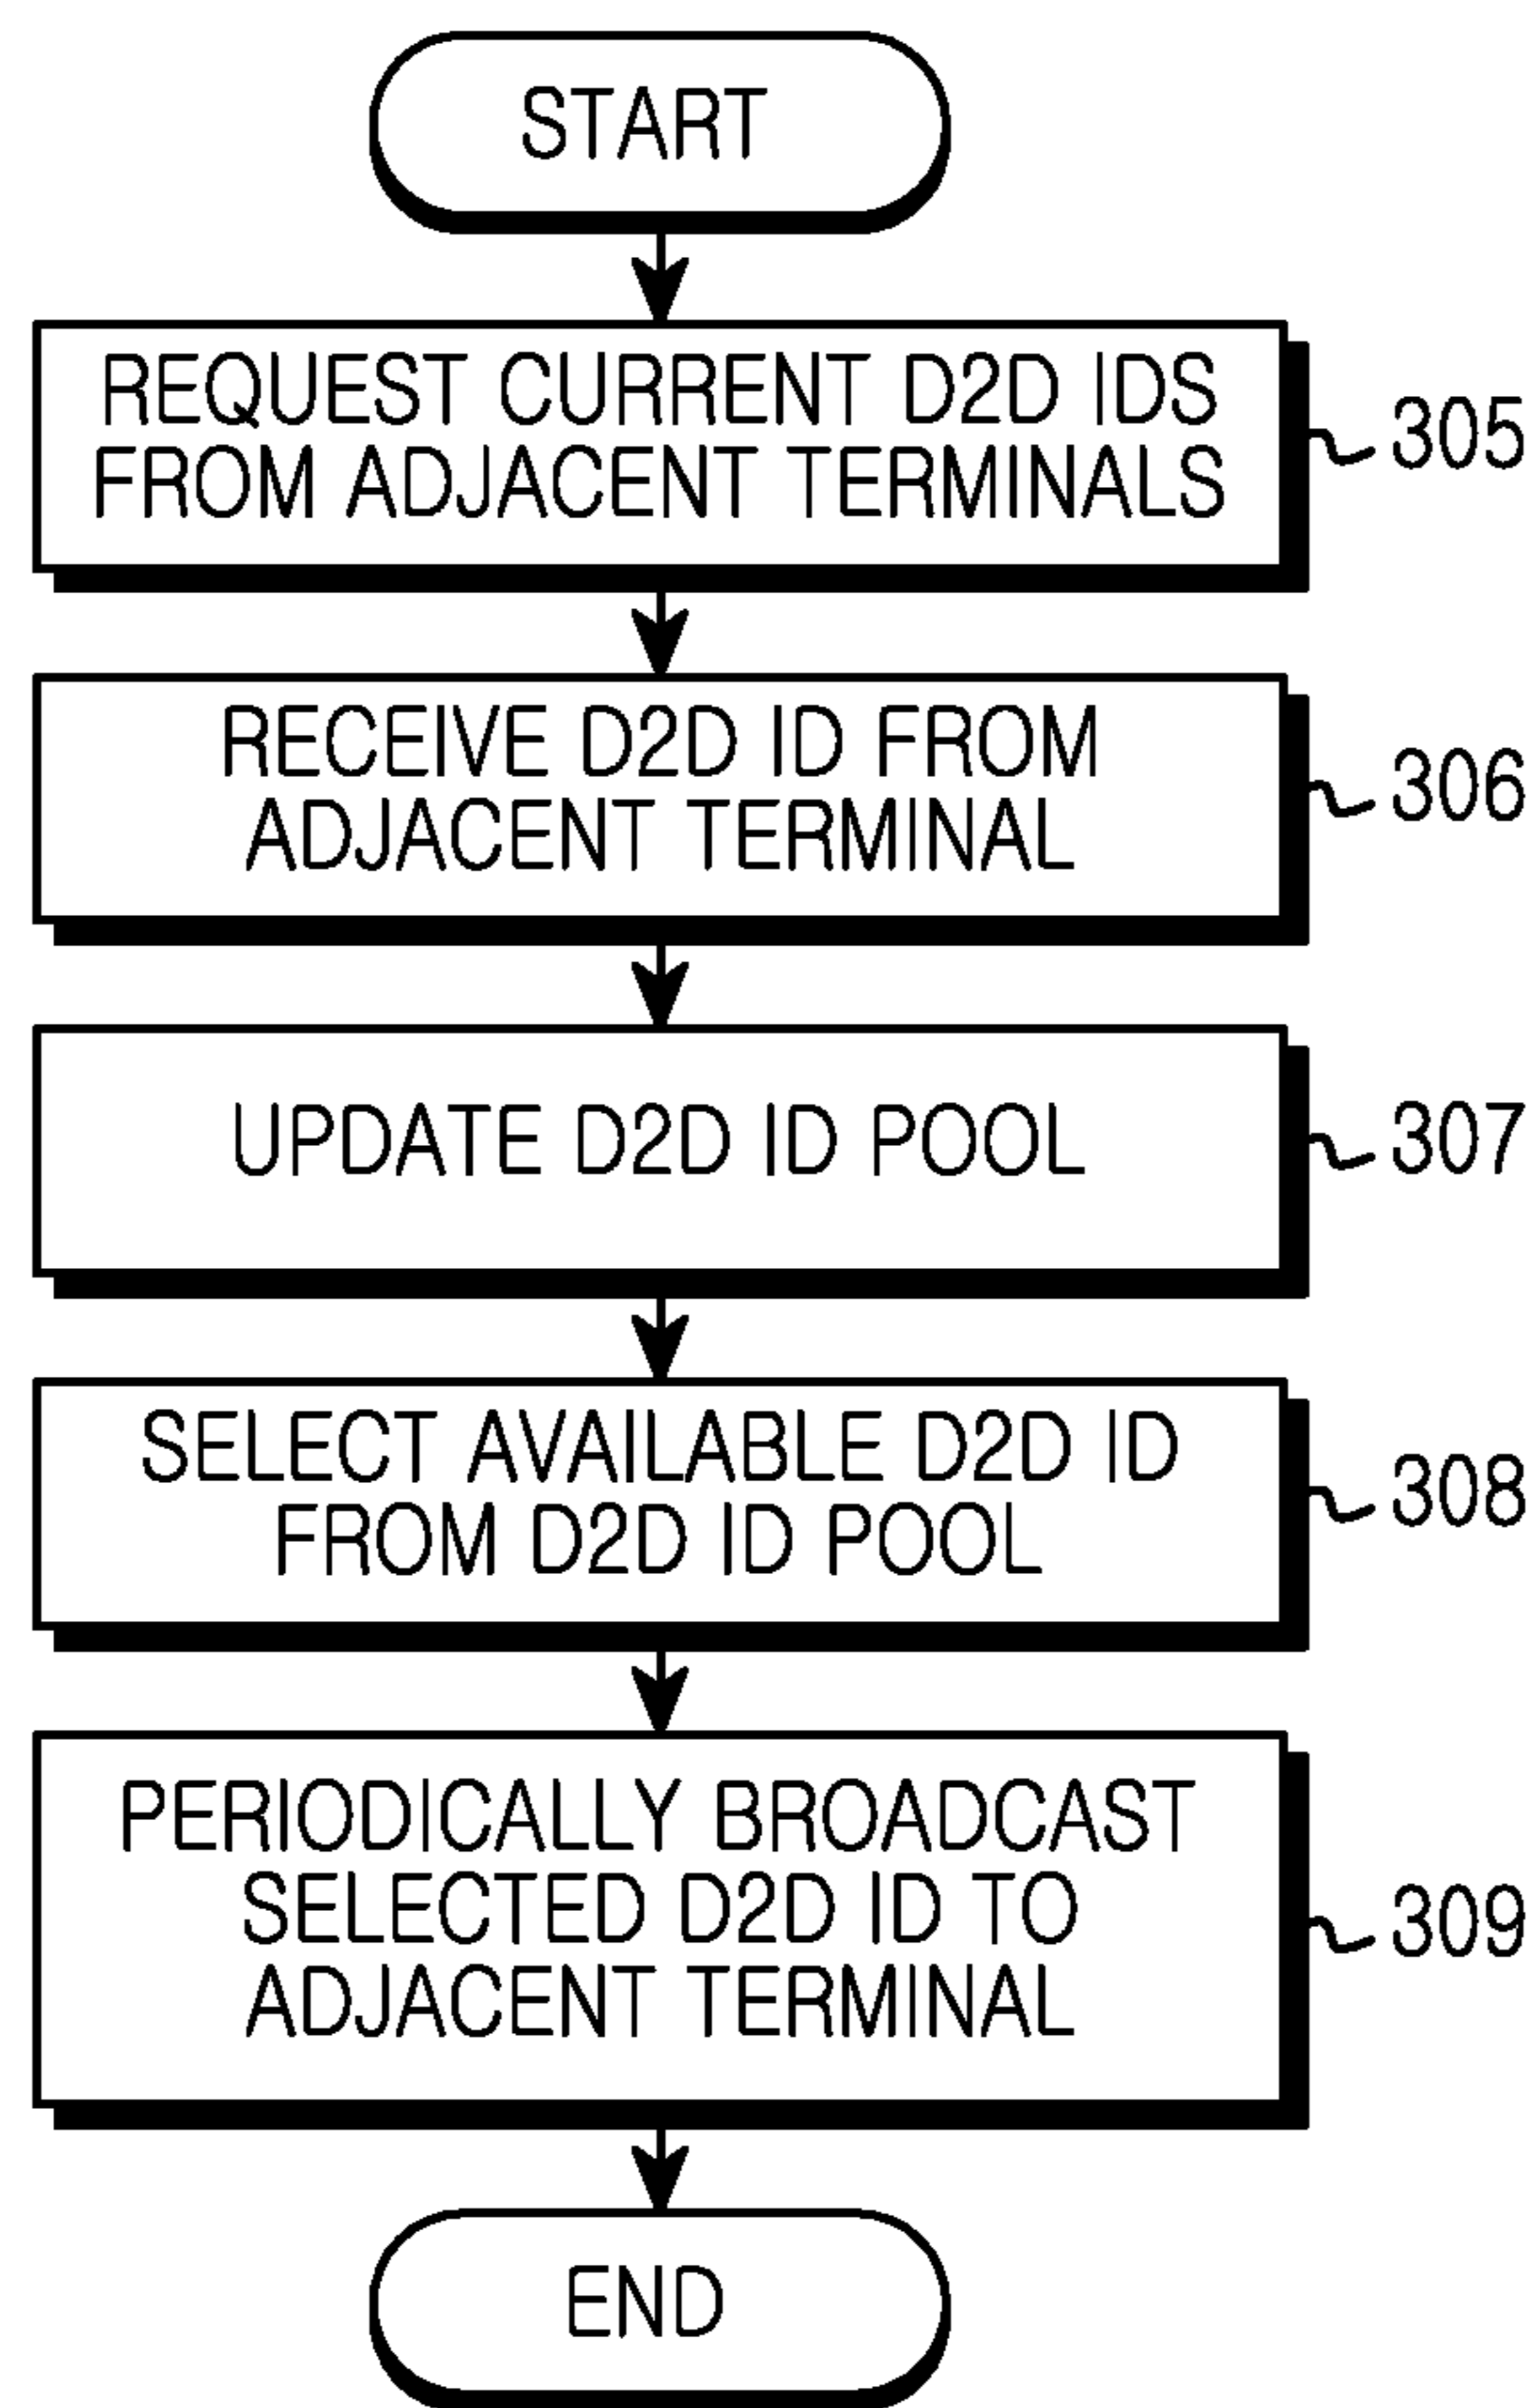 START
REQUEST CURRENT D2D IDS
FROM ADJACENT TERMINALS
305
RECEIVE D2D ID FROM
ADJACENT TERMINAL
306
UPDATE D2D ID POOL
307
SELECT AVAILABLE D2D ID
FROM D2D ID POOL
308
PERIODICALLY BROADCAST
SELECTED D2D ID TO
ADJACENT TERMINAL
309
END